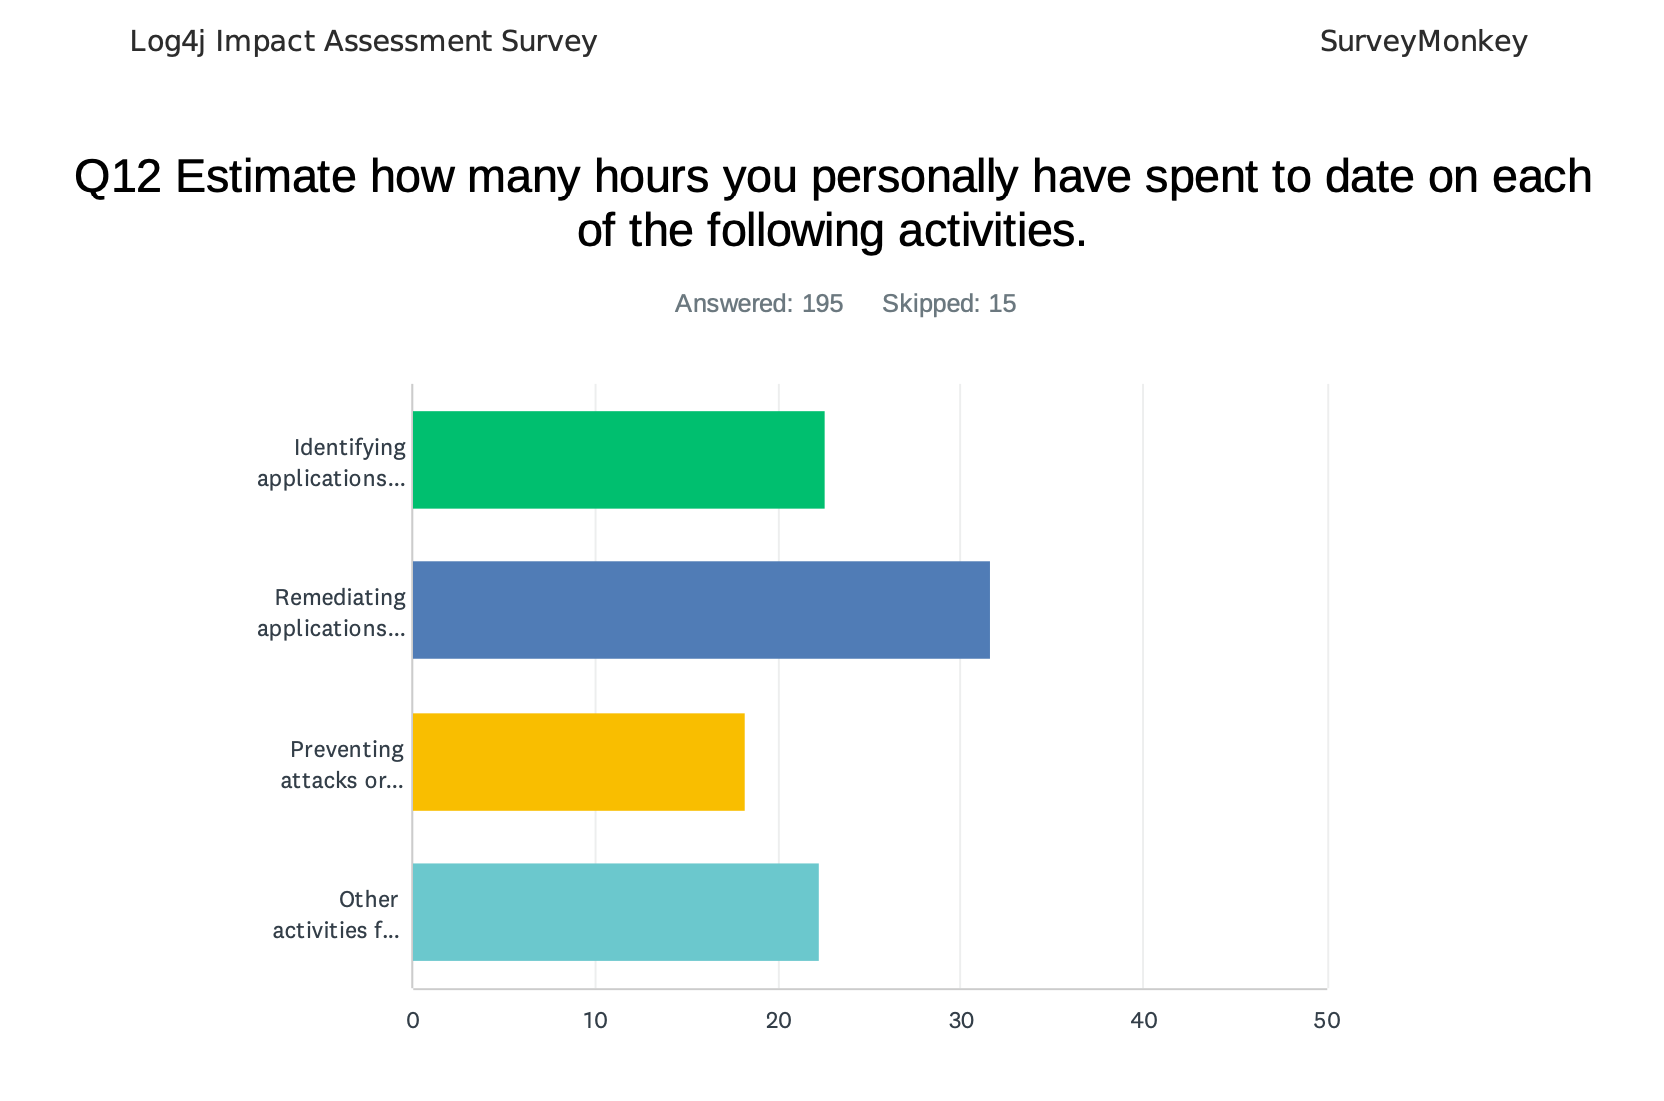 Log4j Impact Assessment Survey
SurveyMonkey
Q12 Estimate how many hours you personally have spent to date on each
of the following activities.
Answered: 195 Skipped: 15
Identifying
applications...
Remediating
applications...
Preventing
attacks or...
Other
activities f...
0 10 20 30 40 50